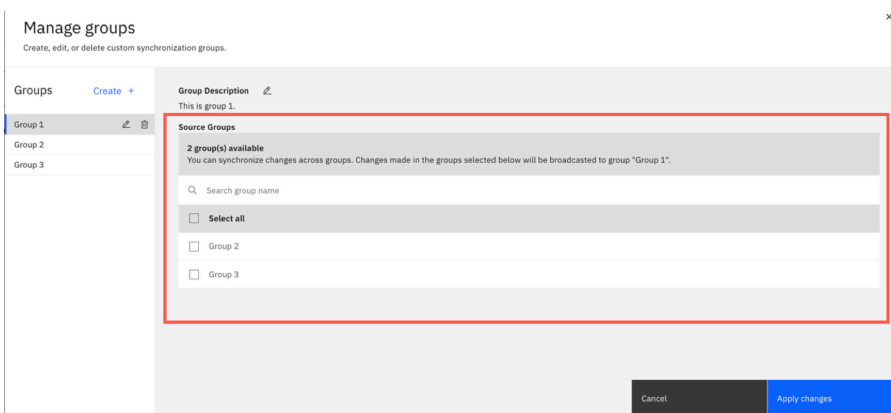 Manage groups
Create, edit, or delete custom synchronization groups.
Groups
Create +
Group 1
Group 2
Group 3
Group Description
This is group 1.
Source Groups
2 group(s) available
You can synchronize changes across groups. Changes made in the groups selected below will be broadcasted to group "Group 1".
Search group name
Select all
Group 2
Group 3
Cancel
Apply changes